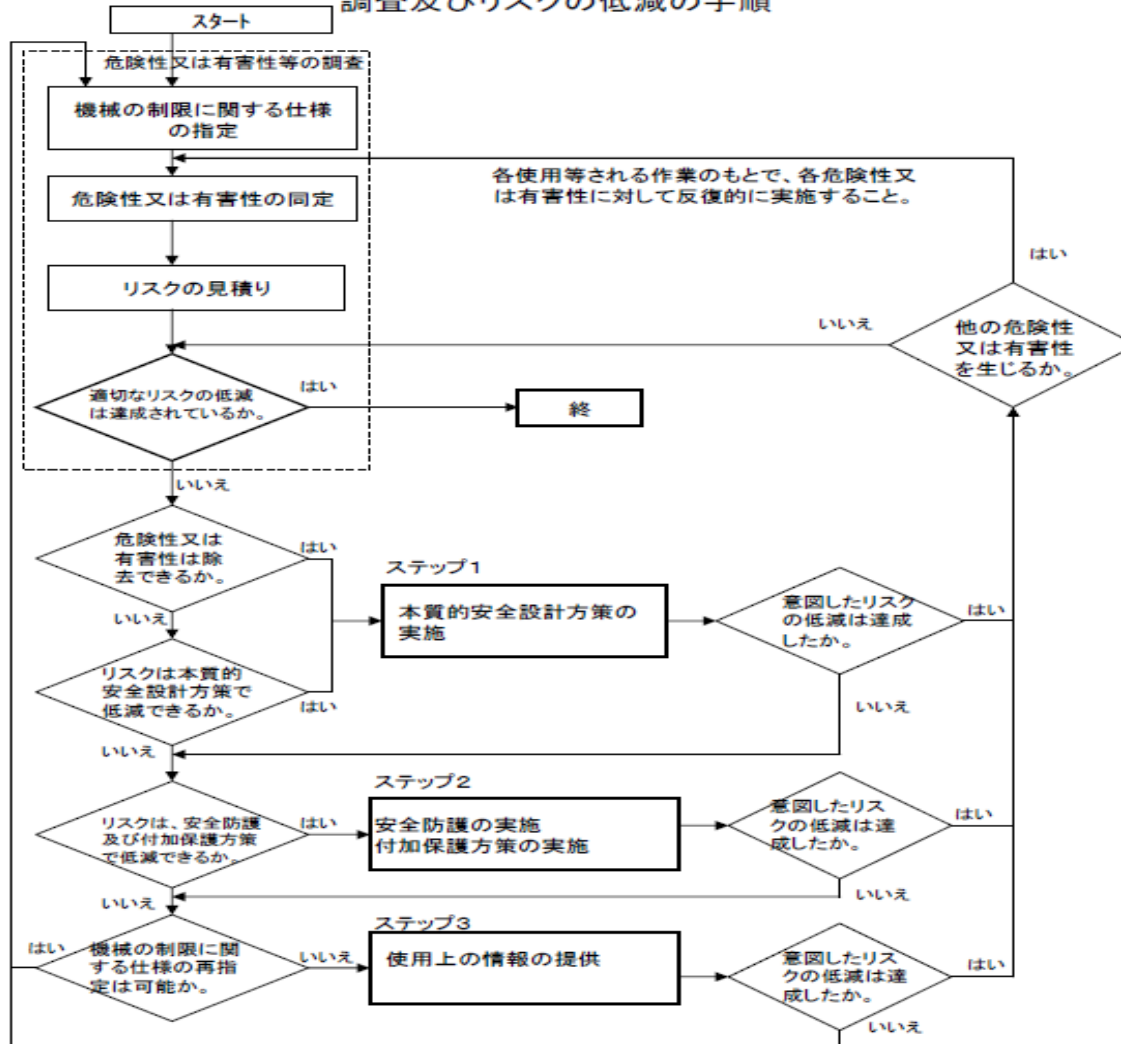 調査及びリスクの低減の手順
スタート
危険性又は有害性等の調査
機械の制限に関する仕様
の指定
各使用等される作業のもとで、各危険性又
は有害性に対して反復的に実施すること。
危険性又は有害性の同定
はい
リスクの見積り
いいえ
他の危険性
又は有害性
を生じるか。
適切なリスクの低減
は達成されているか。
はい
終
いいえ
危険性又は
有害性は除
去できるか。
はい
ステップ1
本質的安全設計方策の
実施
意図したリスク
の低減は達成
したか。
はい
いいえ
リスクは本質的
安全設計方策で
低減できるか。
はい
いいえ
いいえ
ステップ2
リスクは、安全防護
及び付加保護方策
で低減できるか。
はい
安全防護の実施
付加保護方策の実施
意図したリス
クの低減は達
成したか。
はい
いいえ
いいえ
ステップ3
はい
機械の制限に関
する仕様の再指
定は可能か。
いいえ
使用上の情報の提供
意図したリス
クの低減は達
成したか。
はい
いいえ